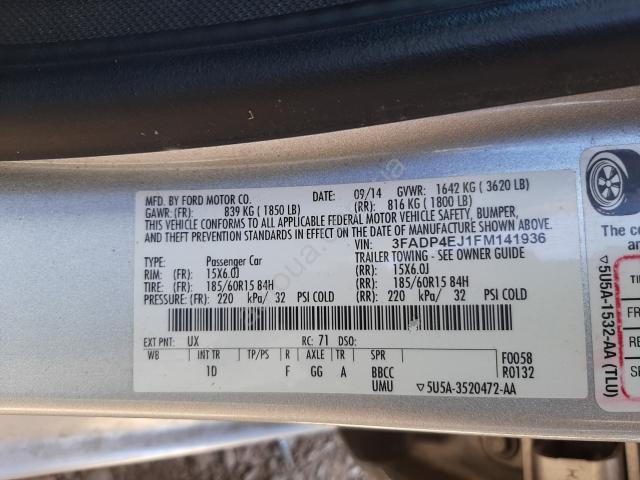 MFD. BY FORD MOTOR CO. DATE: 09/14 GVWR: 1642 KG ( 3620 LB)
GAWR: (FR): 839 KG ( 1850 LB) (RR): 816 KG ( 1800 LB)
THIS VEHICLE CONFORMS TO ALL APPLICABLE FEDERAL MOTOR VEHICLE SAFETY, BUMPER,
AND THEFT PREVENTION STANDARDS IN EFFECT ON THE DATE OF MANUFACTURE SHOWN ABOVE.
VIN: 3FADP4EJ1FM141936
TYPE: Passenger Car TRAILER TOWING - SEE OWNER GUIDE
RIM: (FR): 15X6.0J (RR): 15X6.0J
TIRE: (FR): 185/60R15 84H (RR): 185/60R15 84H
PRESSURE: (FR): 220 kPa/ 32 PSI COLD (RR): 220 kPa/ 32 PSI COLD
EXT PNT: UX RC: 71 DSO:
WB INT TR TP/PS R AXLE TR SPR F0058
1D F GG A BBCC R0132
UMU ▽5U5A-3520472-AA
The co
▽5U5A-1532-AA (TLU)
FR
RE
SE